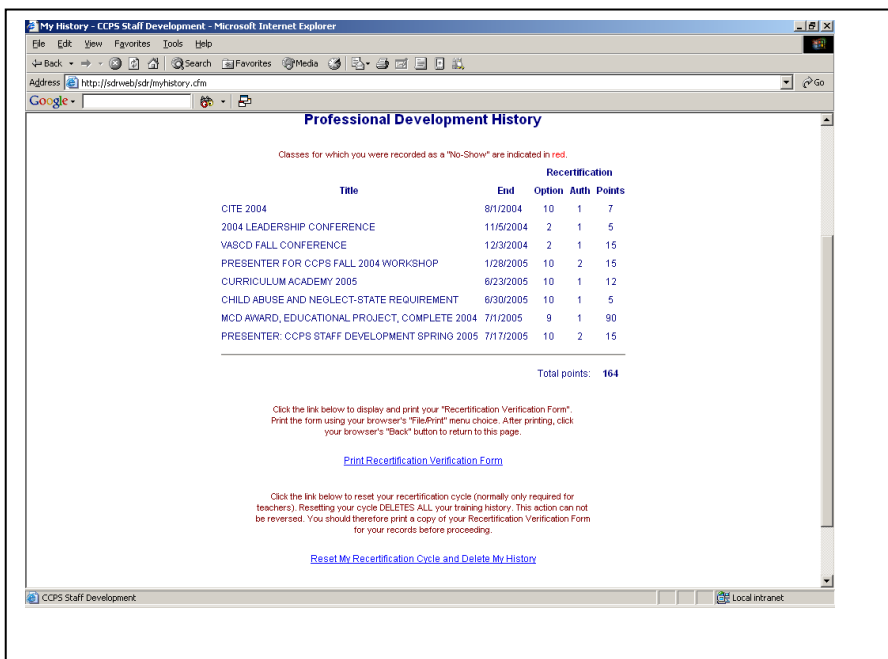 My History - CCPS Staff Development - Microsoft Internet Explorer
File Edit View Favorites Tools Help
Back Search Favorites Media
Address http://sdrweb/sdr/myhistory.cfm Go
Google
Professional Development History
Classes for which you were recorded as a "No-Show" are indicated in red.
Recertification
Title End Option Auth Points
CITE 2004 8/1/2004 10 1 7
2004 LEADERSHIP CONFERENCE 11/5/2004 2 1 5
VASCD FALL CONFERENCE 12/3/2004 2 1 15
PRESENTER FOR CCPS FALL 2004 WORKSHOP 1/28/2005 10 2 15
CURRICULUM ACADEMY 2005 6/23/2005 10 1 12
CHILD ABUSE AND NEGLECT-STATE REQUIREMENT 6/30/2005 10 1 5
MCD AWARD, EDUCATIONAL PROJECT, COMPLETE 2004 7/1/2005 9 1 90
PRESENTER: CCPS STAFF DEVELOPMENT SPRING 2005 7/17/2005 10 2 15
Total points: 164
Click the link below to display and print your "Recertification Verification Form".
Print the form using your browser's "File/Print" menu choice. After printing, click
your browser's "Back" button to return to this page.
Print Recertification Verification Form
Click the link below to reset your recertification cycle (normally only required for
teachers). Resetting your cycle DELETES ALL your training history. This action can not
be reversed. You should therefore print a copy of your Recertification Verification Form
for your records before proceeding.
Reset My Recertification Cycle and Delete My History
CCPS Staff Development Local intranet